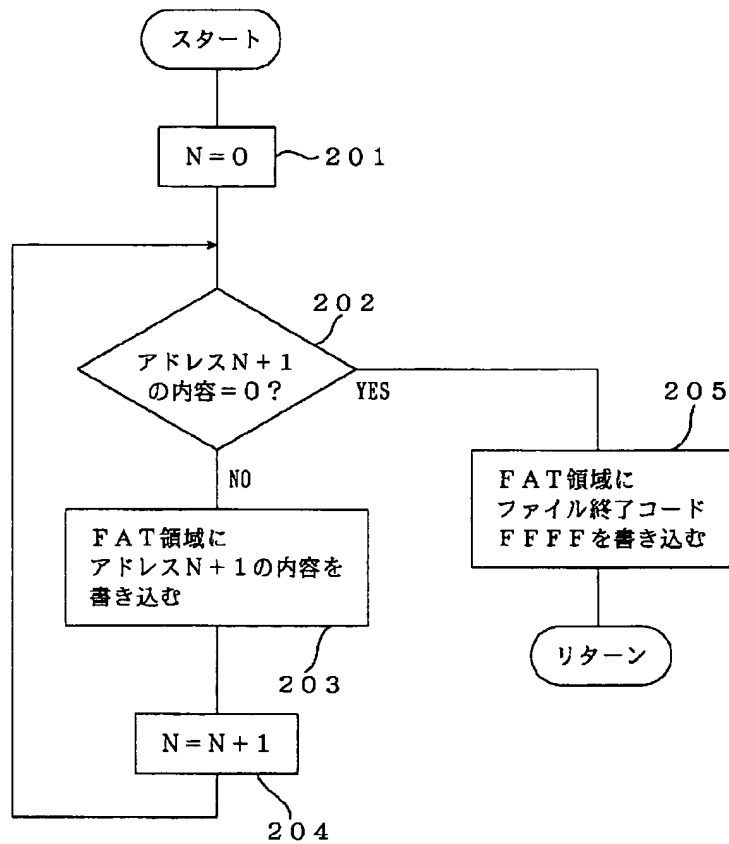 スタート
N=0
201
202
アドレスN+1
の内容=0?
YES
205
NO
FAT領域に
ファイル終了コード
FFFFを書き込む
FAT領域に
アドレスN+1の内容を
書き込む
203
リターン
N=N+1
204